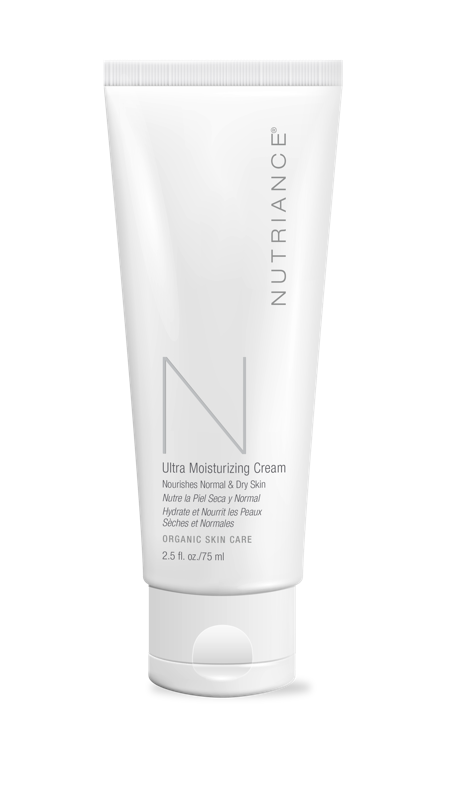 NUTRIANCE®
N
Ultra Moisturizing Cream
Nourishes Normal & Dry Skin
Nutre la Piel Seca y Normal
Hydrate et Nourrit les Peaux
Sèches et Normales
ORGANIC SKIN CARE
2.5 fl. oz./75 ml